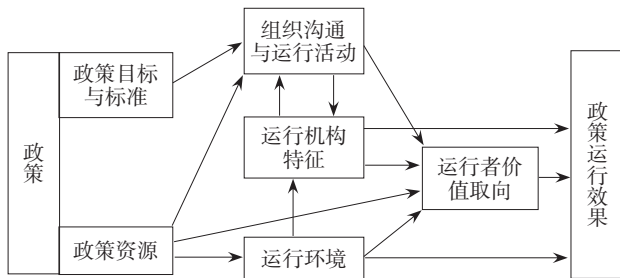 政策
政策目标
与标准
政策资源
组织沟通
与运行活动
运行机构
特征
运行环境
运行者价
值取向
政策运行效果